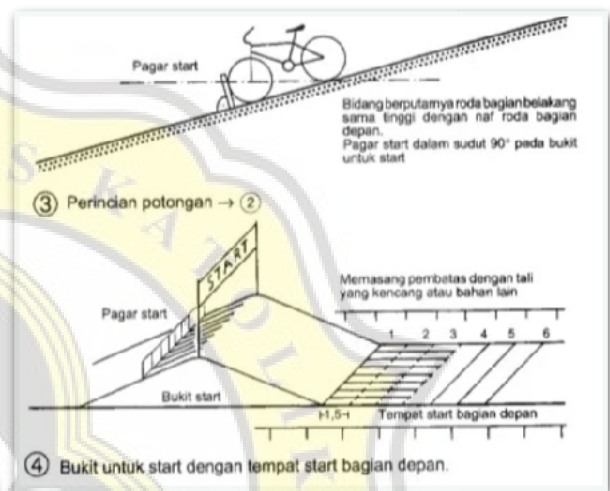 Pagar start
Bidang berputarnya roda bagian belakang
sama tinggi dengan naf roda bagian
depan.
Pagar start dalam sudut 90° pada bukit
untuk start
③ Perincian potongan → ②
S KATOLIK
START
Memasang pembatas dengan tali
yang kencang atau bahan lain
Pagar start
1 2 3 4 5 6
Bukit start
1,5
Tempat start bagian depan
④ Bukit untuk start dengan tempat start bagian depan.